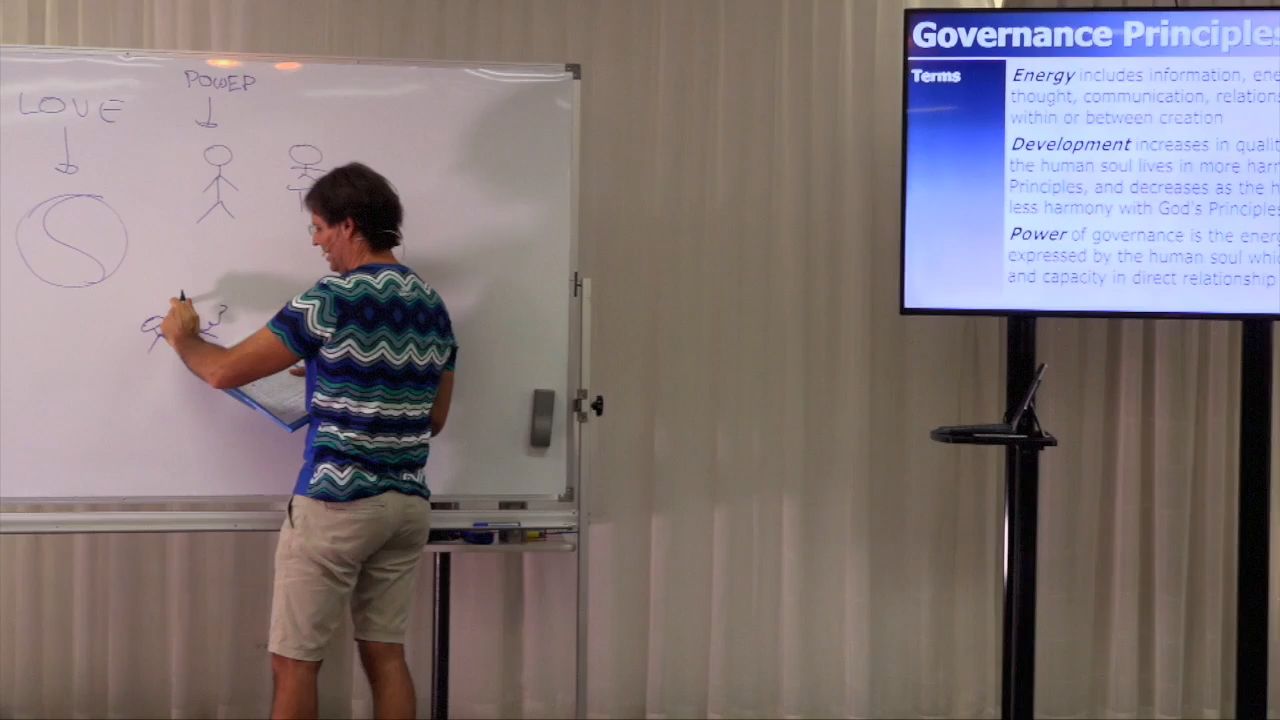 POWER
LOVE
Governance Principles
Terms
Energy includes information, ene
thought, communication, relations
within or between creation
Development increases in qualit
the human soul lives in more har
Principles, and decreases as the h
less harmony with God's Principles
Power of governance is the energ
expressed by the human soul whic
and capacity in direct relationship